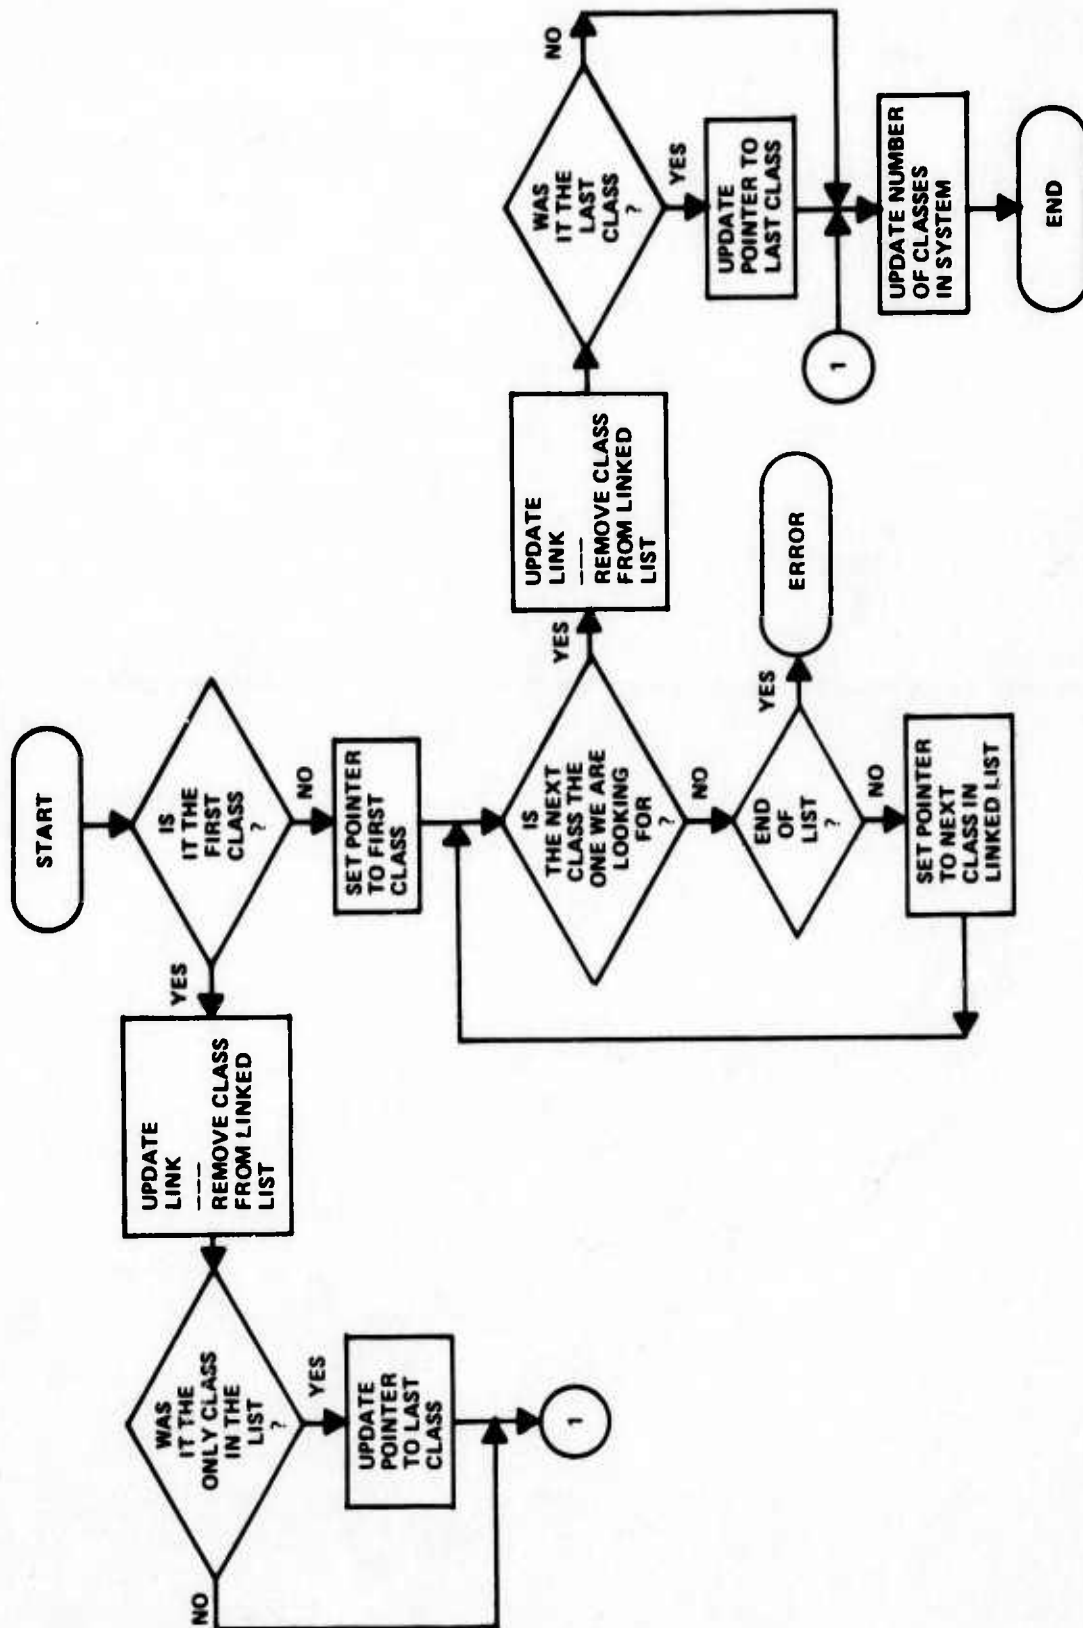 START
IS
IT THE
FIRST
CLASS
?
YES
NO
UPDATE
LINK
---
REMOVE CLASS
FROM LINKED
LIST
WAS
IT THE
ONLY CLASS
IN THE
LIST
?
NO
YES
UPDATE
POINTER
TO LAST
CLASS
1
SET POINTER
TO FIRST
CLASS
IS
THE NEXT
CLASS THE
ONE WE ARE
LOOKING
FOR
?
YES
NO
END
OF
LIST
?
YES
ERROR
NO
SET POINTER
TO NEXT
CLASS IN
LINKED LIST
UPDATE
LINK
---
REMOVE CLASS
FROM LINKED
LIST
WAS
IT THE
LAST
CLASS
?
NO
YES
UPDATE
POINTER TO
LAST CLASS
1
UPDATE NUMBER
OF CLASSES
IN SYSTEM
END